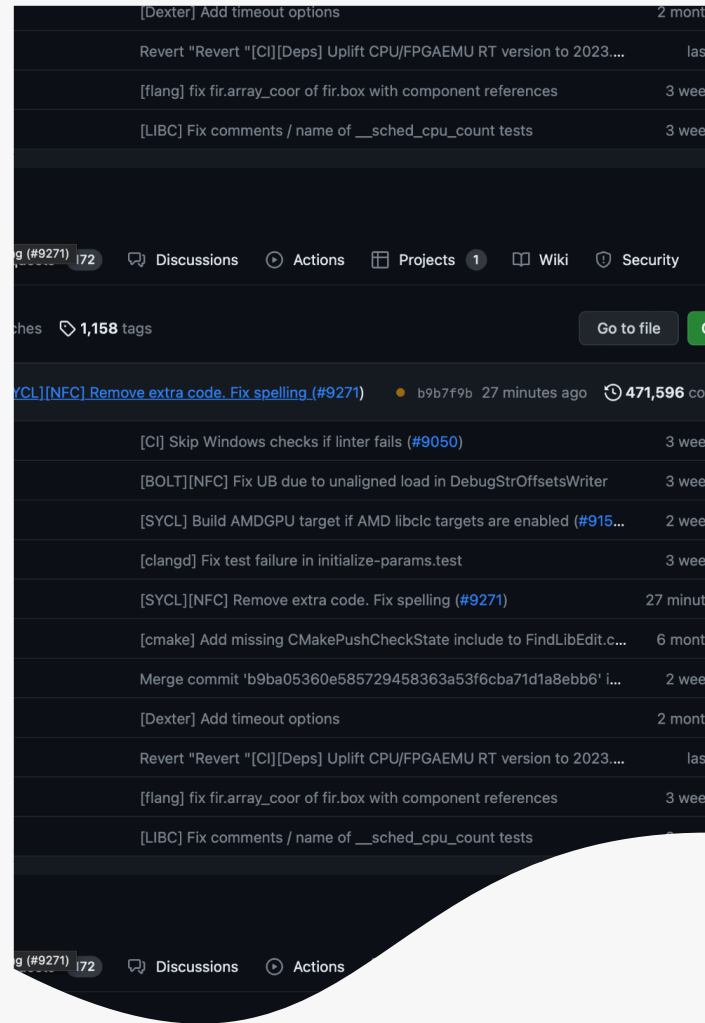 [Dexter] Add timeout options 2 mont
Revert "Revert "[CI][Deps] Uplift CPU/FPGAEMU RT version to 2023.... las
[flang] fix fir.array_coor of fir.box with component references 3 wee
[LIBC] Fix comments / name of __sched_cpu_count tests 3 wee
g (#9271)
172 Discussions Actions Projects 1 Wiki Security
ches 1,158 tags Go to file
YCL][NFC] Remove extra code. Fix spelling (#9271) b9b7f9b 27 minutes ago 471,596 co
[CI] Skip Windows checks if linter fails (#9050) 3 wee
[BOLT][NFC] Fix UB due to unaligned load in DebugStrOffsetsWriter 3 wee
[SYCL] Build AMDGPU target if AMD libclc targets are enabled (#915... 2 wee
[clangd] Fix test failure in initialize-params.test 3 wee
[SYCL][NFC] Remove extra code. Fix spelling (#9271) 27 minut
[cmake] Add missing CMakePushCheckState include to FindLibEdit.c... 6 mont
Merge commit 'b9ba05360e585729458363a53f6cba71d1a8ebb6' i... 2 wee
[Dexter] Add timeout options 2 mont
Revert "Revert "[CI][Deps] Uplift CPU/FPGAEMU RT version to 2023.... las
[flang] fix fir.array_coor of fir.box with component references 3 wee
[LIBC] Fix comments / name of __sched_cpu_count tests
g (#9271)
172 Discussions Actions